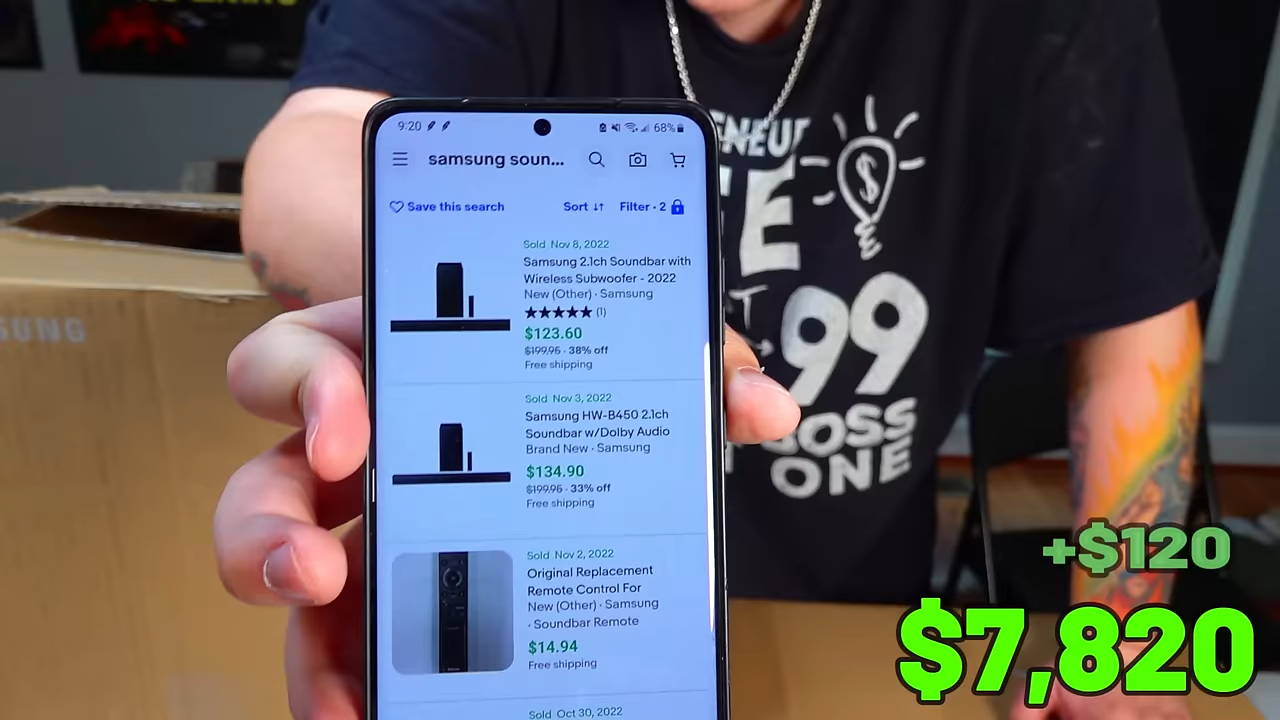 9:20
68%
samsung soun...
Save this search
Sort
Filter · 2
Sold Nov 8, 2022
Samsung 2.1ch Soundbar with
Wireless Subwoofer - 2022
New (Other) · Samsung
(1)
$123.60
$199.95 · 38% off
Free shipping
Sold Nov 3, 2022
Samsung HW-B450 2.1ch
Soundbar w/Dolby Audio
Brand New · Samsung
$134.90
$199.95 · 33% off
Free shipping
Sold Nov 2, 2022
Original Replacement
Remote Control For
New (Other) · Samsung
· Soundbar Remote
$14.94
Free shipping
Sold Oct 30, 2022
SUNG
$
99
BOSS
ONE
+$120
$7,820